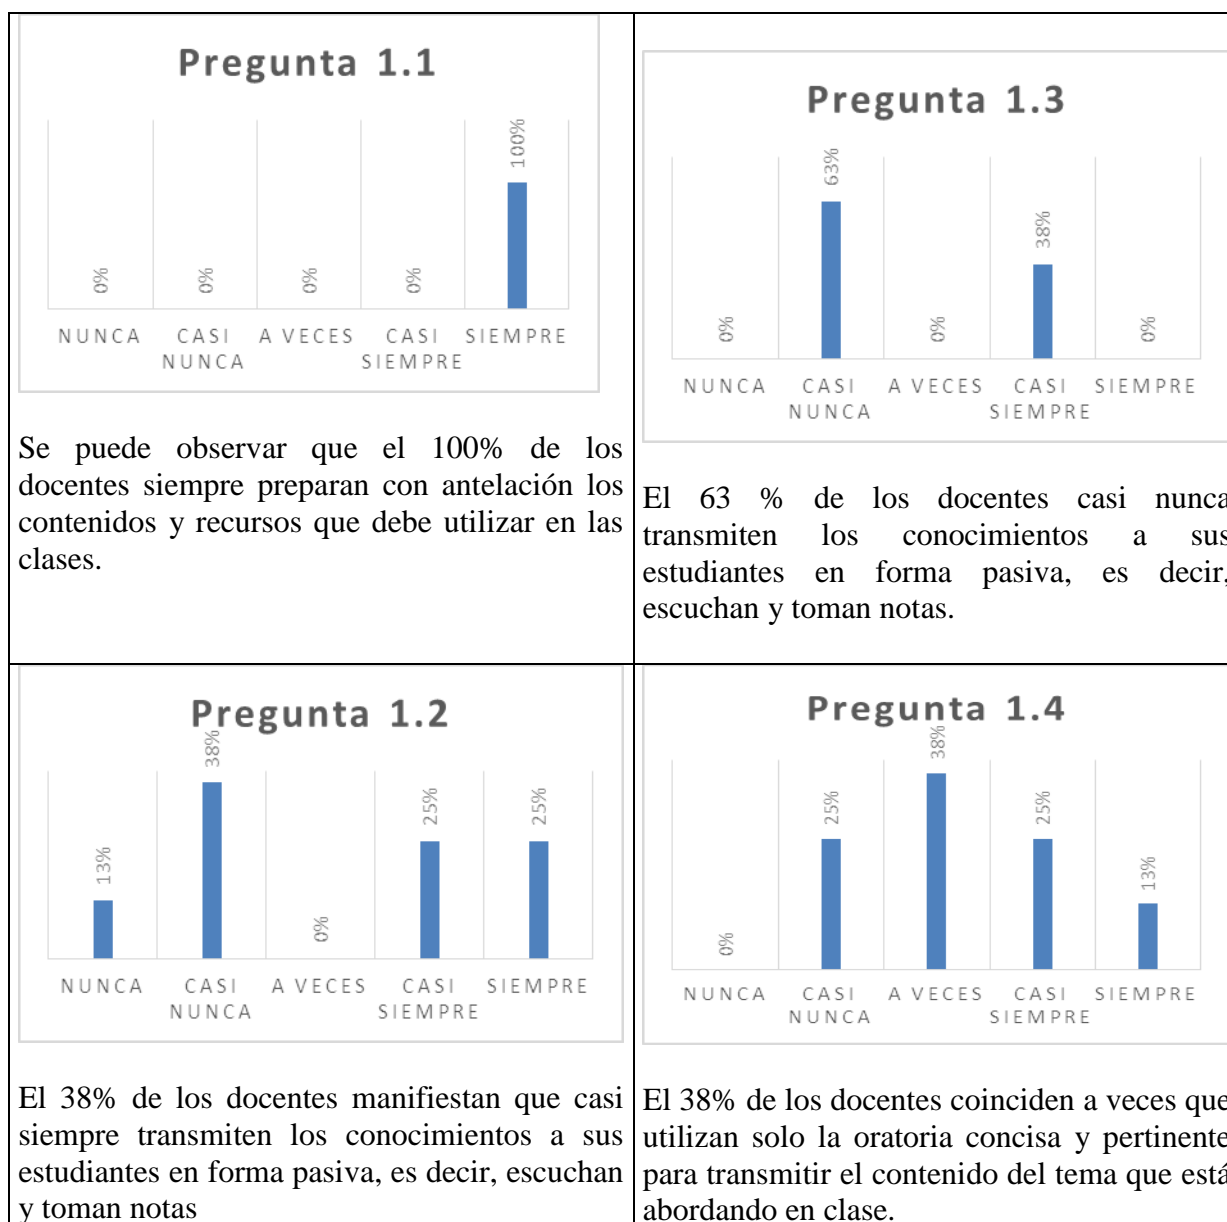 Pregunta 1.1
0%
0%
0%
0%
100%
NUNCA
CASI NUNCA
A VECES
CASI SIEMPRE
SIEMPRE
Se puede observar que el 100% de los
docentes siempre preparan con antelación los
contenidos y recursos que debe utilizar en las
clases.
Pregunta 1.3
0%
63%
0%
38%
0%
NUNCA
CASI NUNCA
A VECES
CASI SIEMPRE
SIEMPRE
El 63 % de los docentes casi nunca
transmiten los conocimientos a sus
estudiantes en forma pasiva, es decir,
escuchan y toman notas.
Pregunta 1.2
13%
38%
0%
25%
25%
NUNCA
CASI NUNCA
A VECES
CASI SIEMPRE
SIEMPRE
El 38% de los docentes manifiestan que casi
siempre transmiten los conocimientos a sus
estudiantes en forma pasiva, es decir, escuchan
y toman notas
Pregunta 1.4
0%
25%
38%
25%
13%
NUNCA
CASI NUNCA
A VECES
CASI SIEMPRE
SIEMPRE
El 38% de los docentes coinciden a veces que
utilizan solo la oratoria concisa y pertinente
para transmitir el contenido del tema que está
abordando en clase.